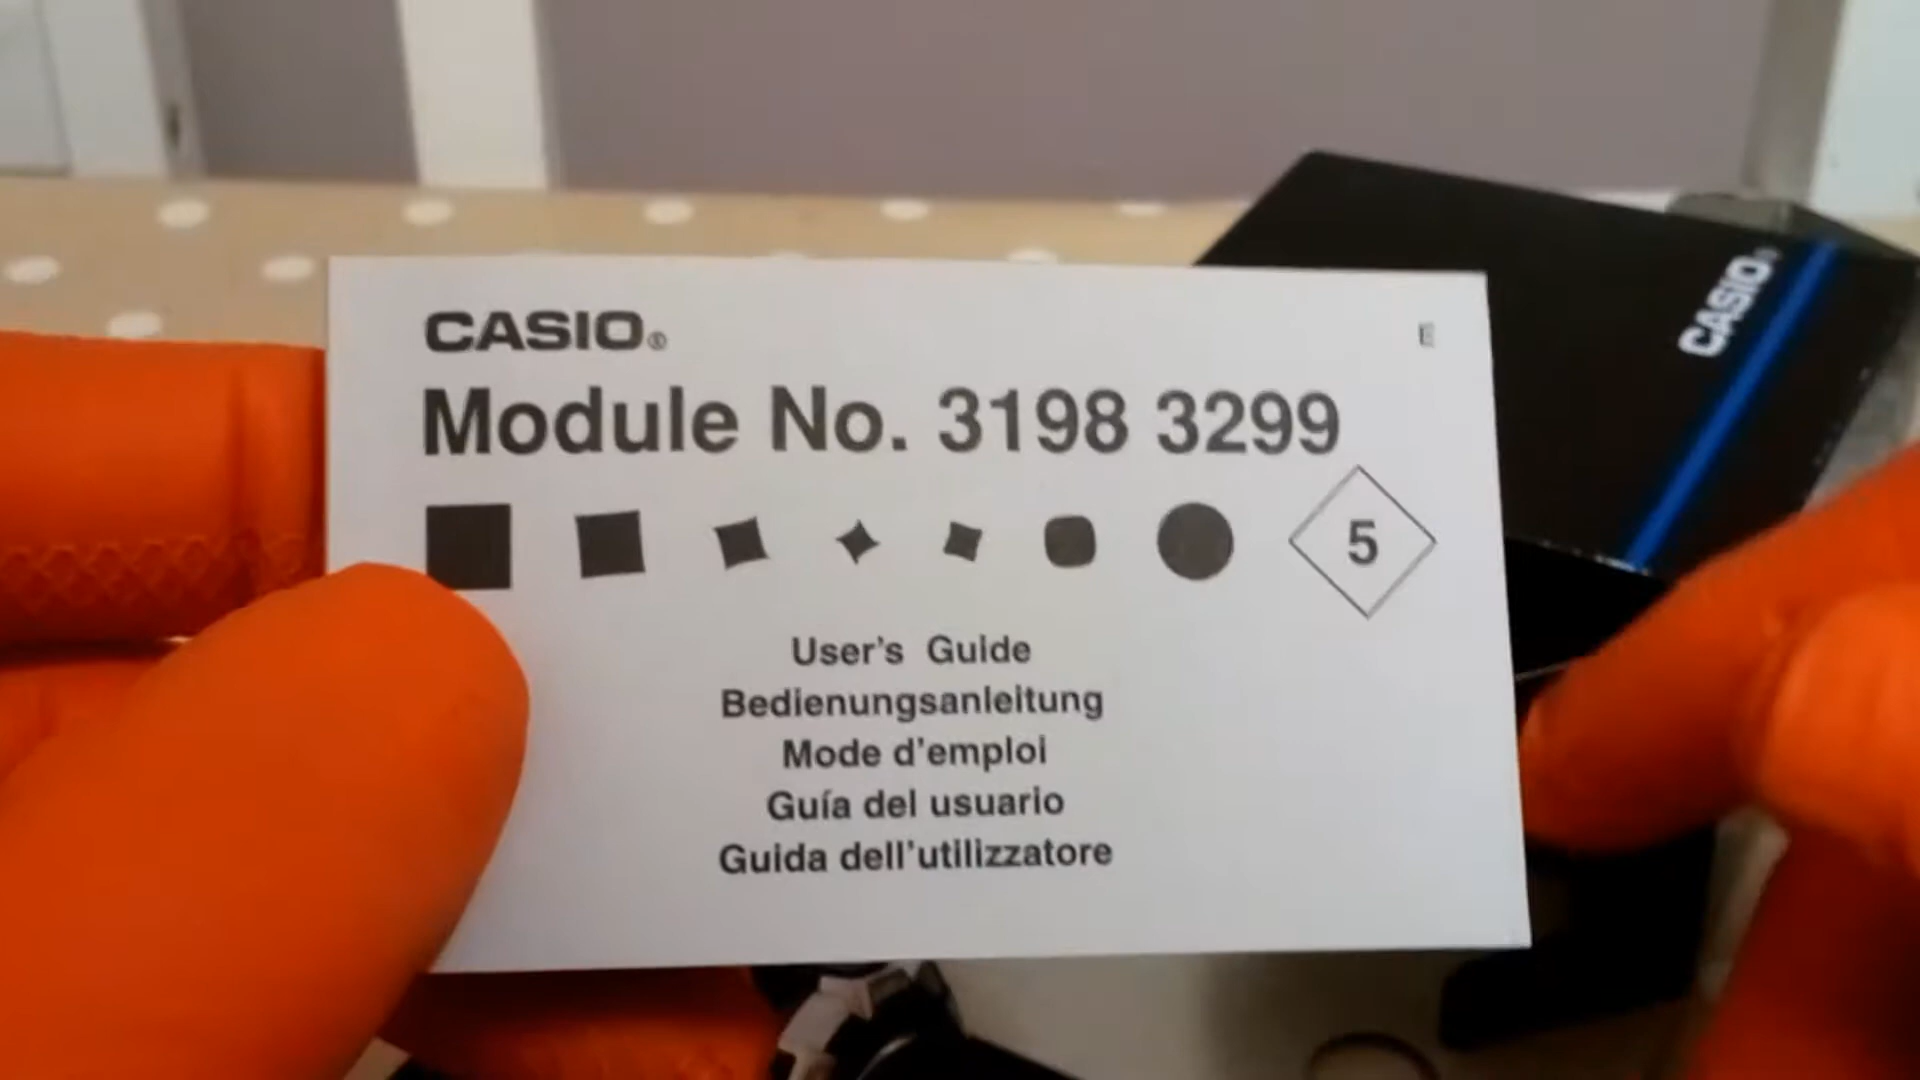 CASIO®
E
Module No. 3198 3299
5
User's Guide
Bedienungsanleitung
Mode d'emploi
Guía del usuario
Guida dell'utilizzatore
CASIO®